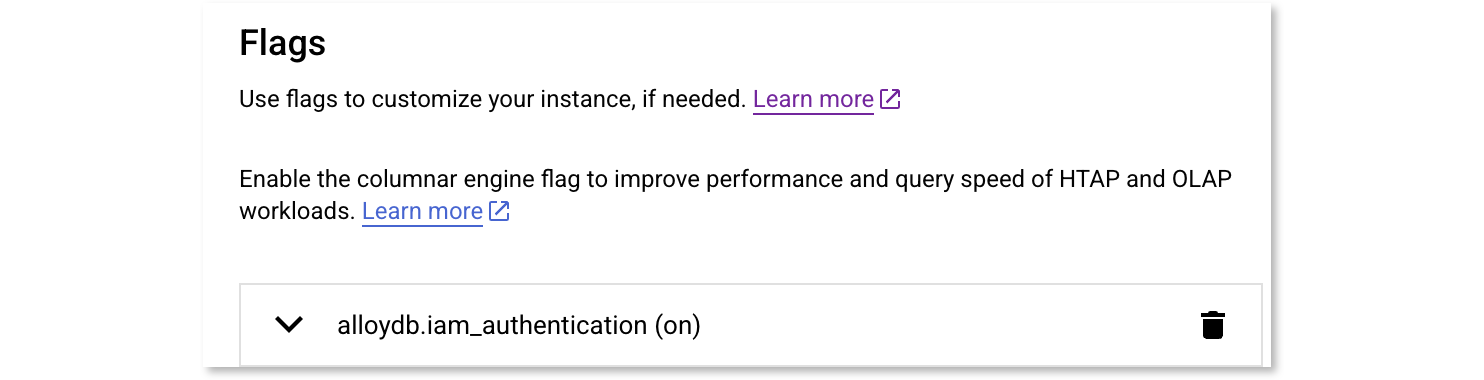 Flags
Use flags to customize your instance, if needed. Learn more
Enable the columnar engine flag to improve performance and query speed of HTAP and OLAP
workloads. Learn more
alloydb.iam_authentication (on)